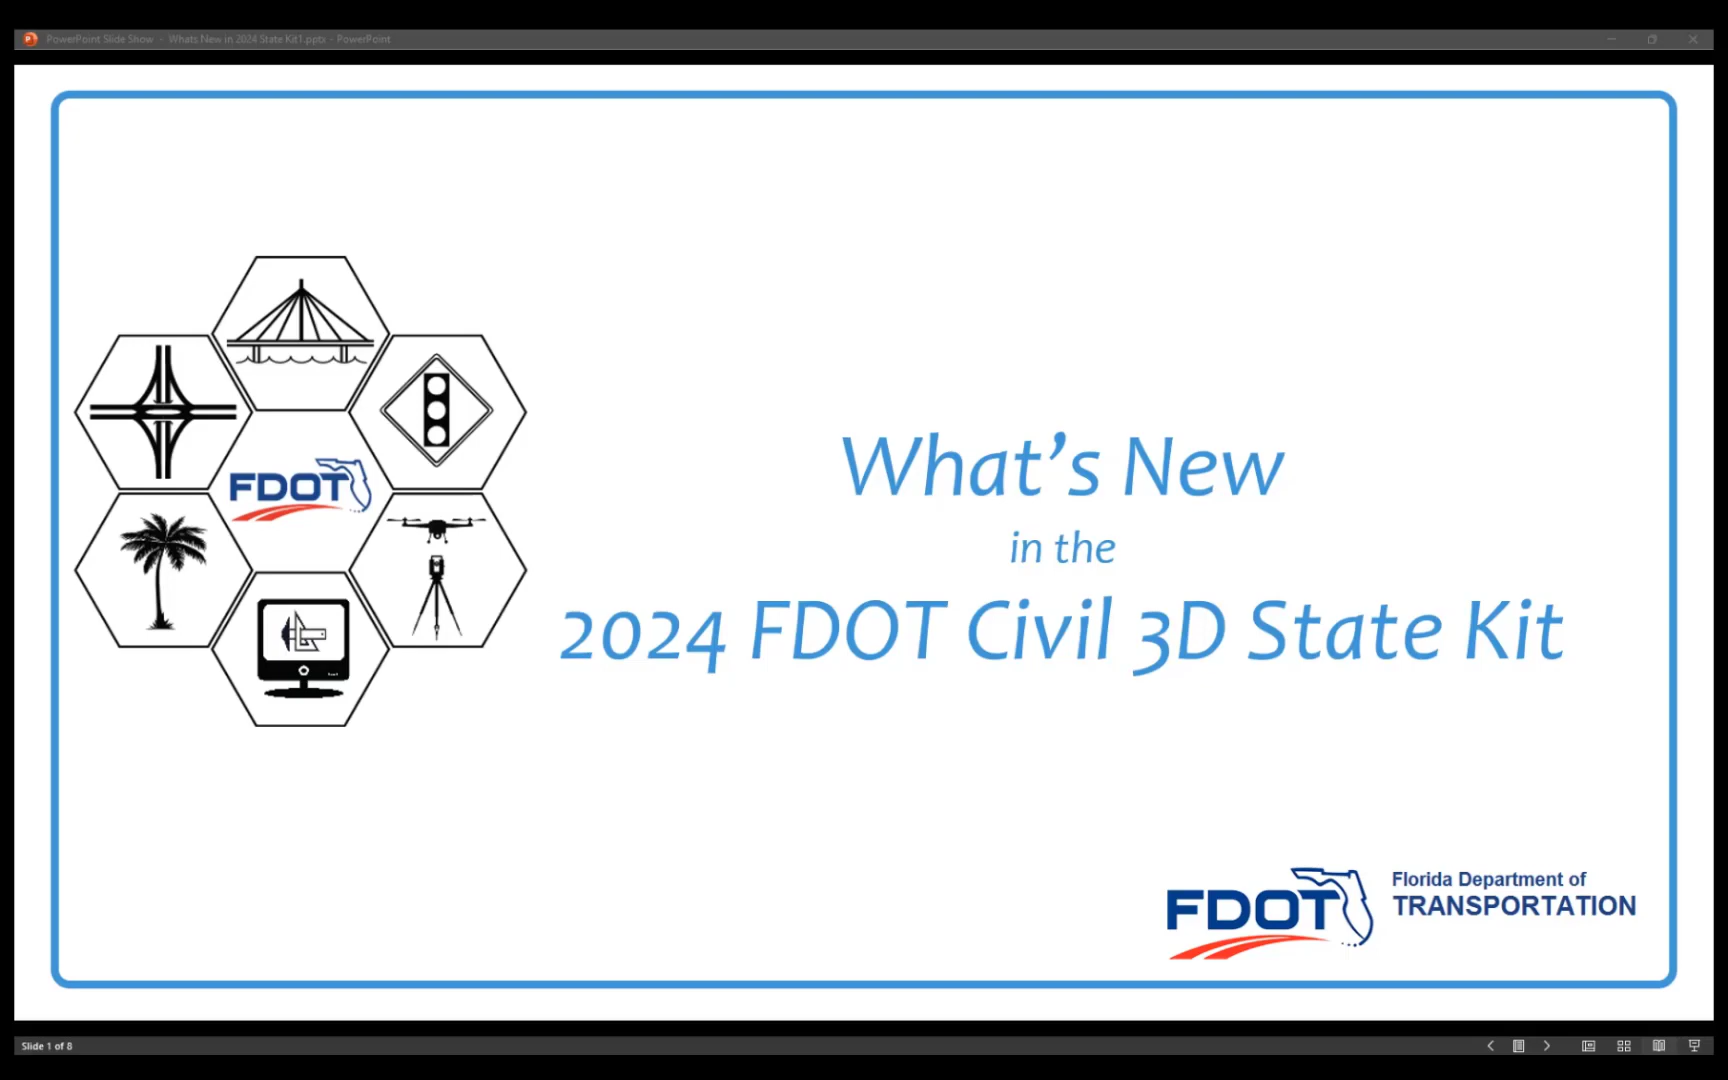 PowerPoint Slide Show - Whats New in 2024 State Kit1.pptx - PowerPoint
FDOT
What's New
in the
2024 FDOT Civil 3D State Kit
FDOT
Florida Department of
TRANSPORTATION
Slide 1 of 8